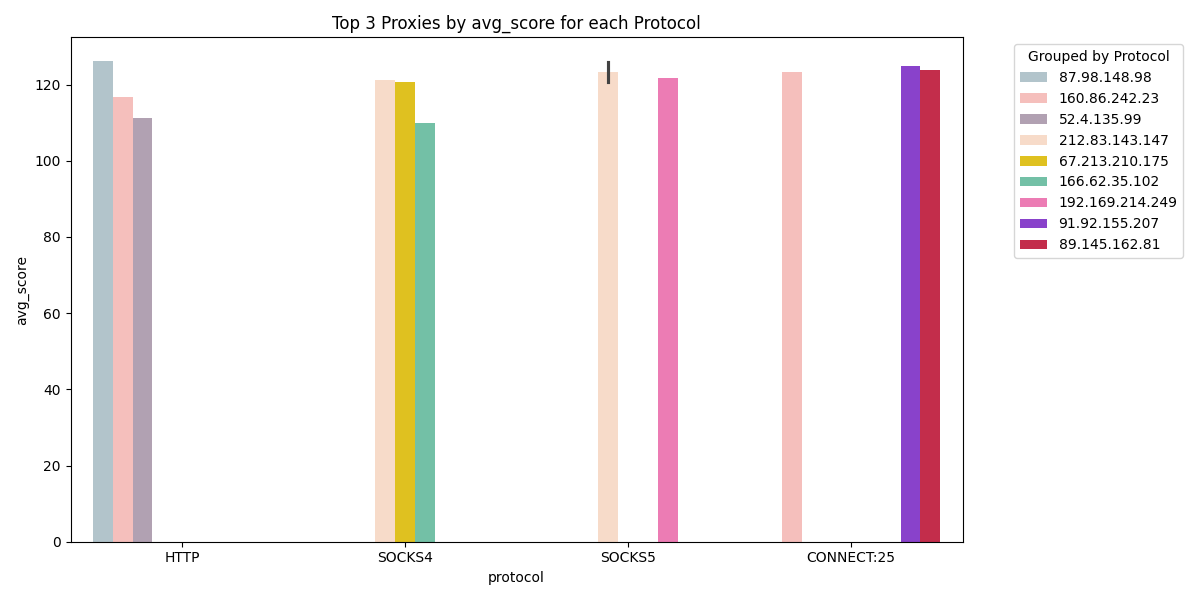 Top 3 Proxies by avg_score for each Protocol
avg_score
120
100
80
60
40
20
0
HTTP
SOCKS4
SOCKS5
CONNECT:25
protocol
Grouped by Protocol
87.98.148.98
160.86.242.23
52.4.135.99
212.83.143.147
67.213.210.175
166.62.35.102
192.169.214.249
91.92.155.207
89.145.162.81